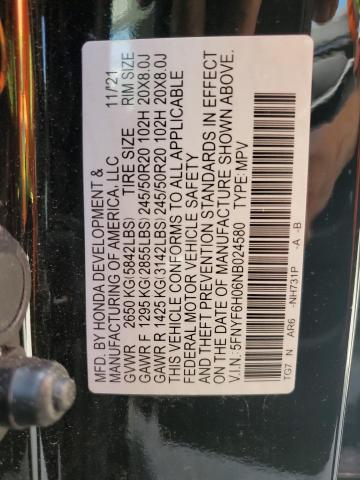 MFD. BY HONDA DEVELOPMENT & 11/21
MANUFACTURING OF AMERICA, LLC
TIRE SIZE RIM SIZE
GVWR 2650 KG(5842LBS)
GAWR F 1295 KG(2855LBS) 245/50R20 102H 20X8.0J
GAWR R 1425 KG(3142LBS) 245/50R20 102H 20X8.0J
THIS VEHICLE CONFORMS TO ALL APPLICABLE
FEDERAL MOTOR VEHICLE SAFETY
AND THEFT PREVENTION STANDARDS IN EFFECT
ON THE DATE OF MANUFACTURE SHOWN ABOVE.
V.I.N.: 5FNYF6H06NB024580 TYPE: MPV
TG7 N AR6 -NH731P -A -B